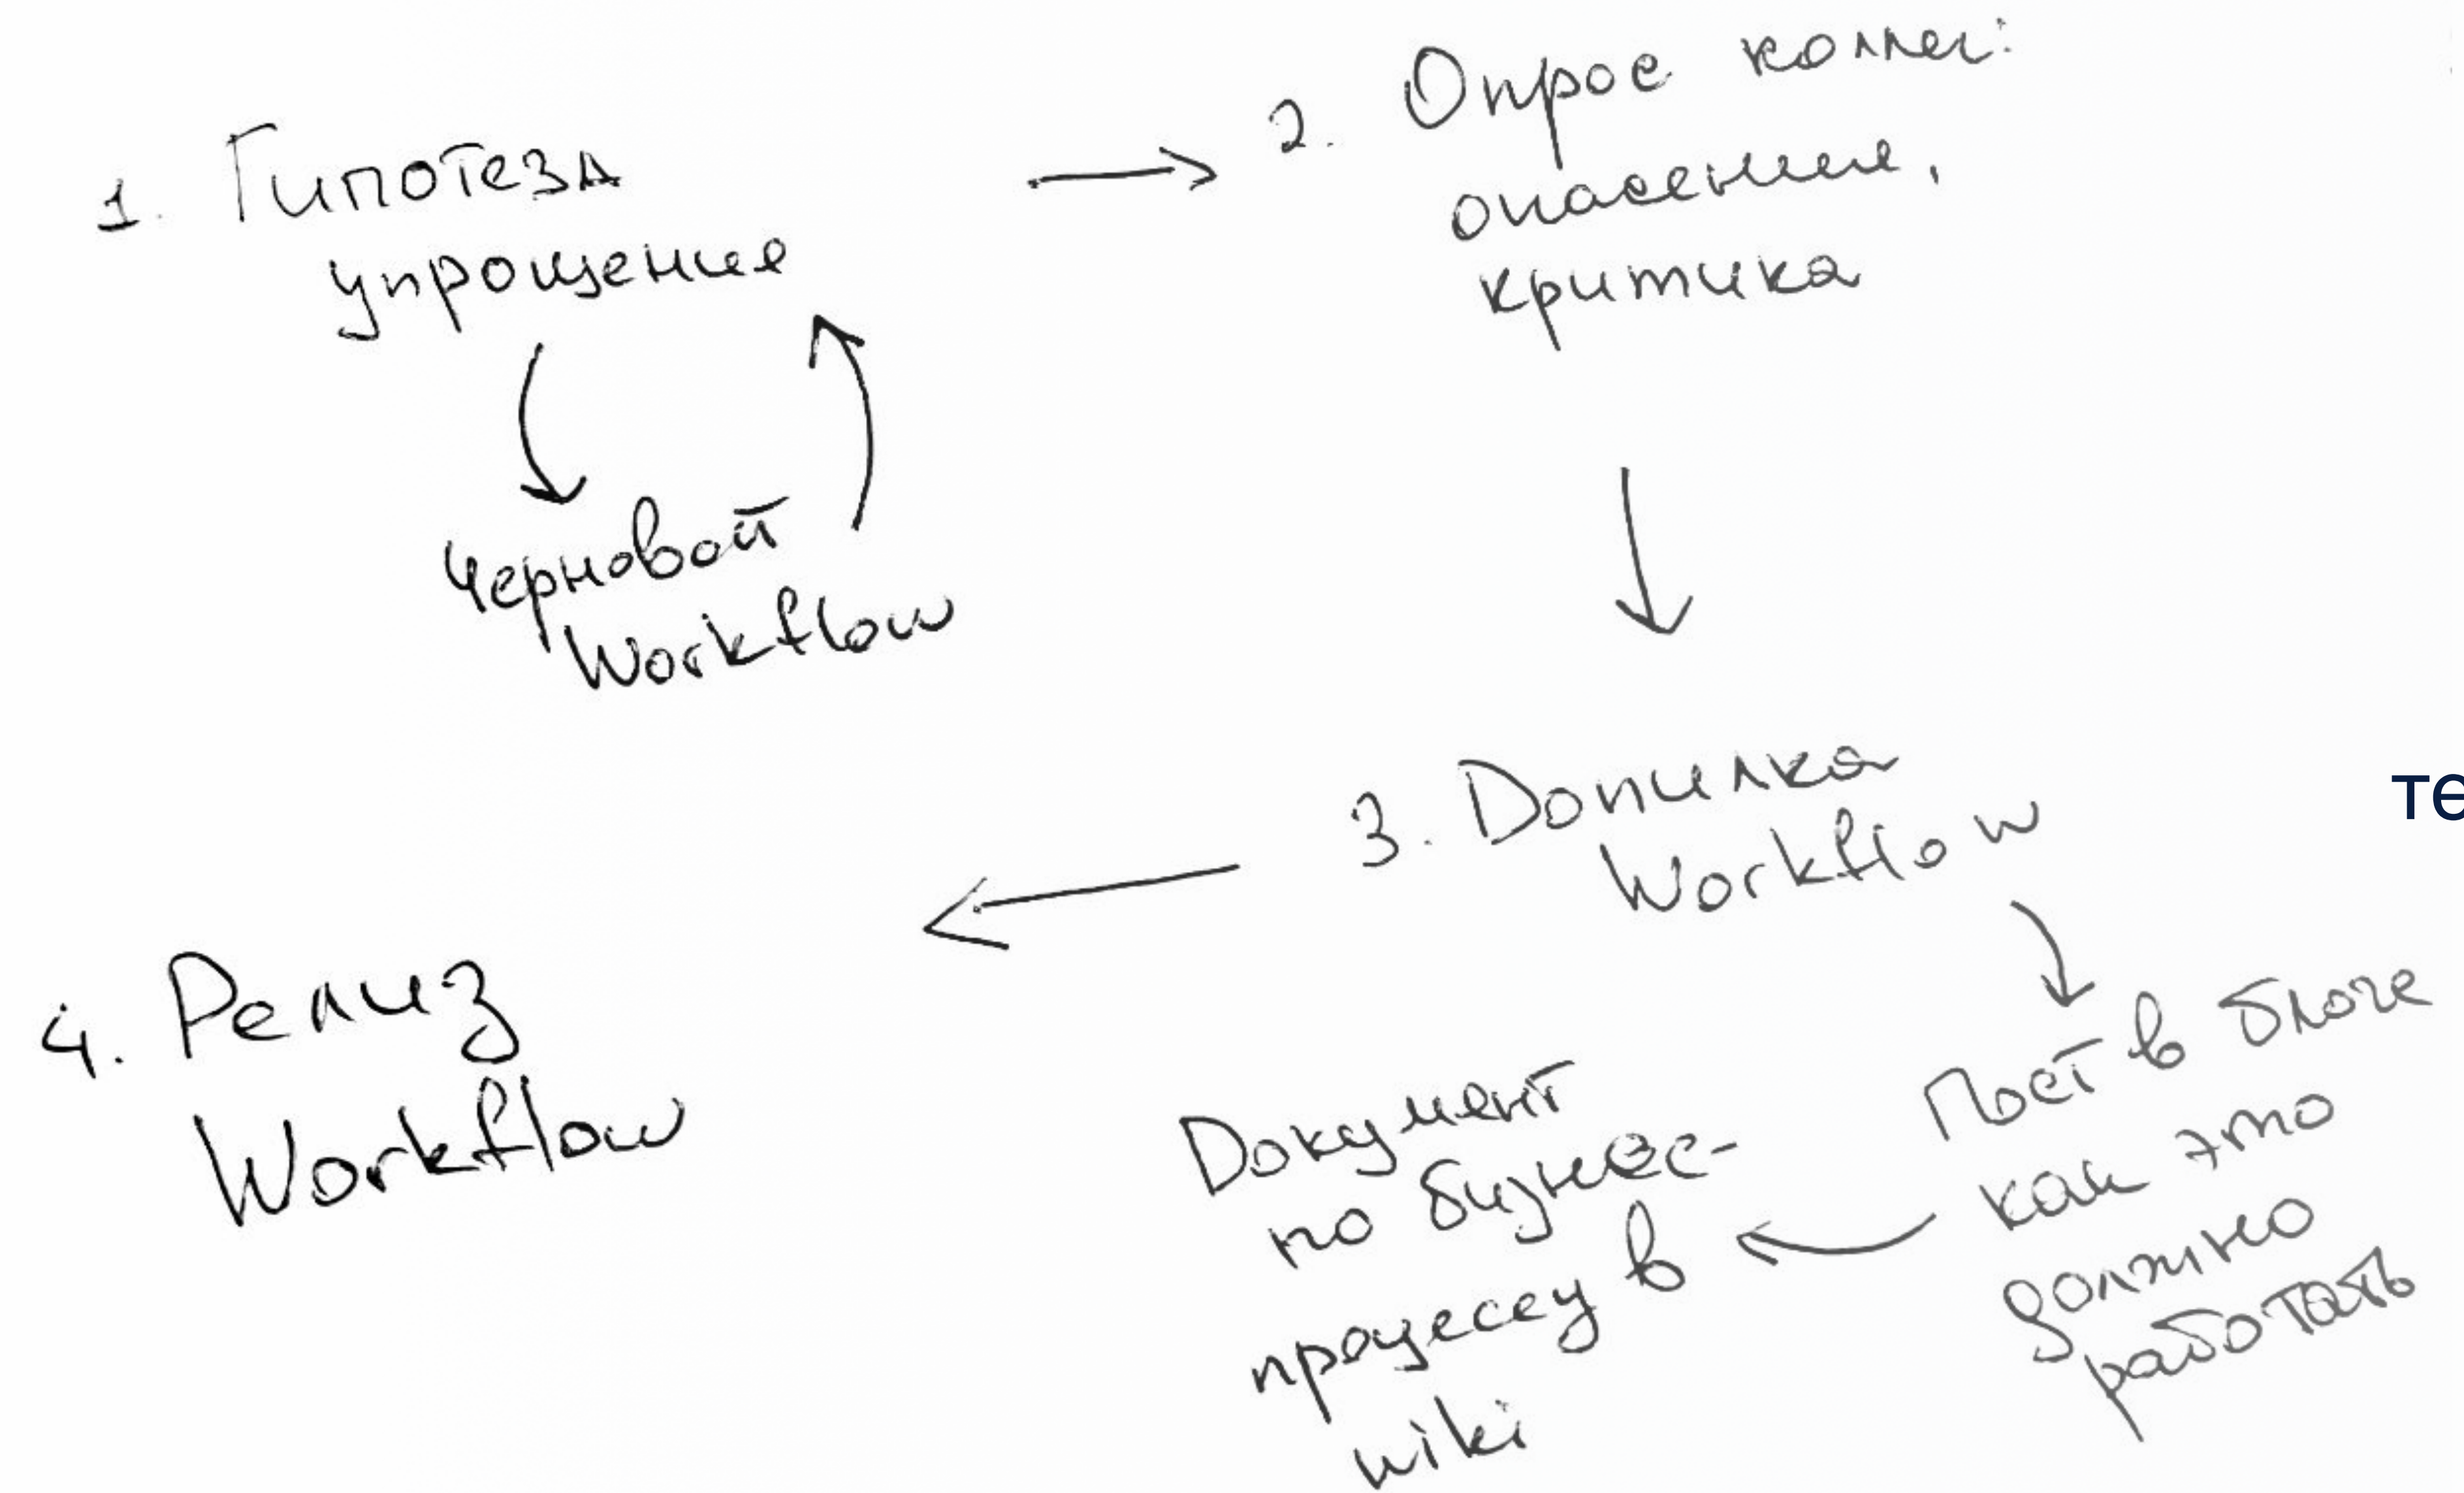 1. Гипотеза
упрощение
Черновой
Workflow
2. Опрос коллег:
опасения,
критика
3. Допилка
Workflow
Пост в блоге
как это
должно
работать
Документ
по бизнес-
процессу в
wiki
4. Релиз
Workflow
те